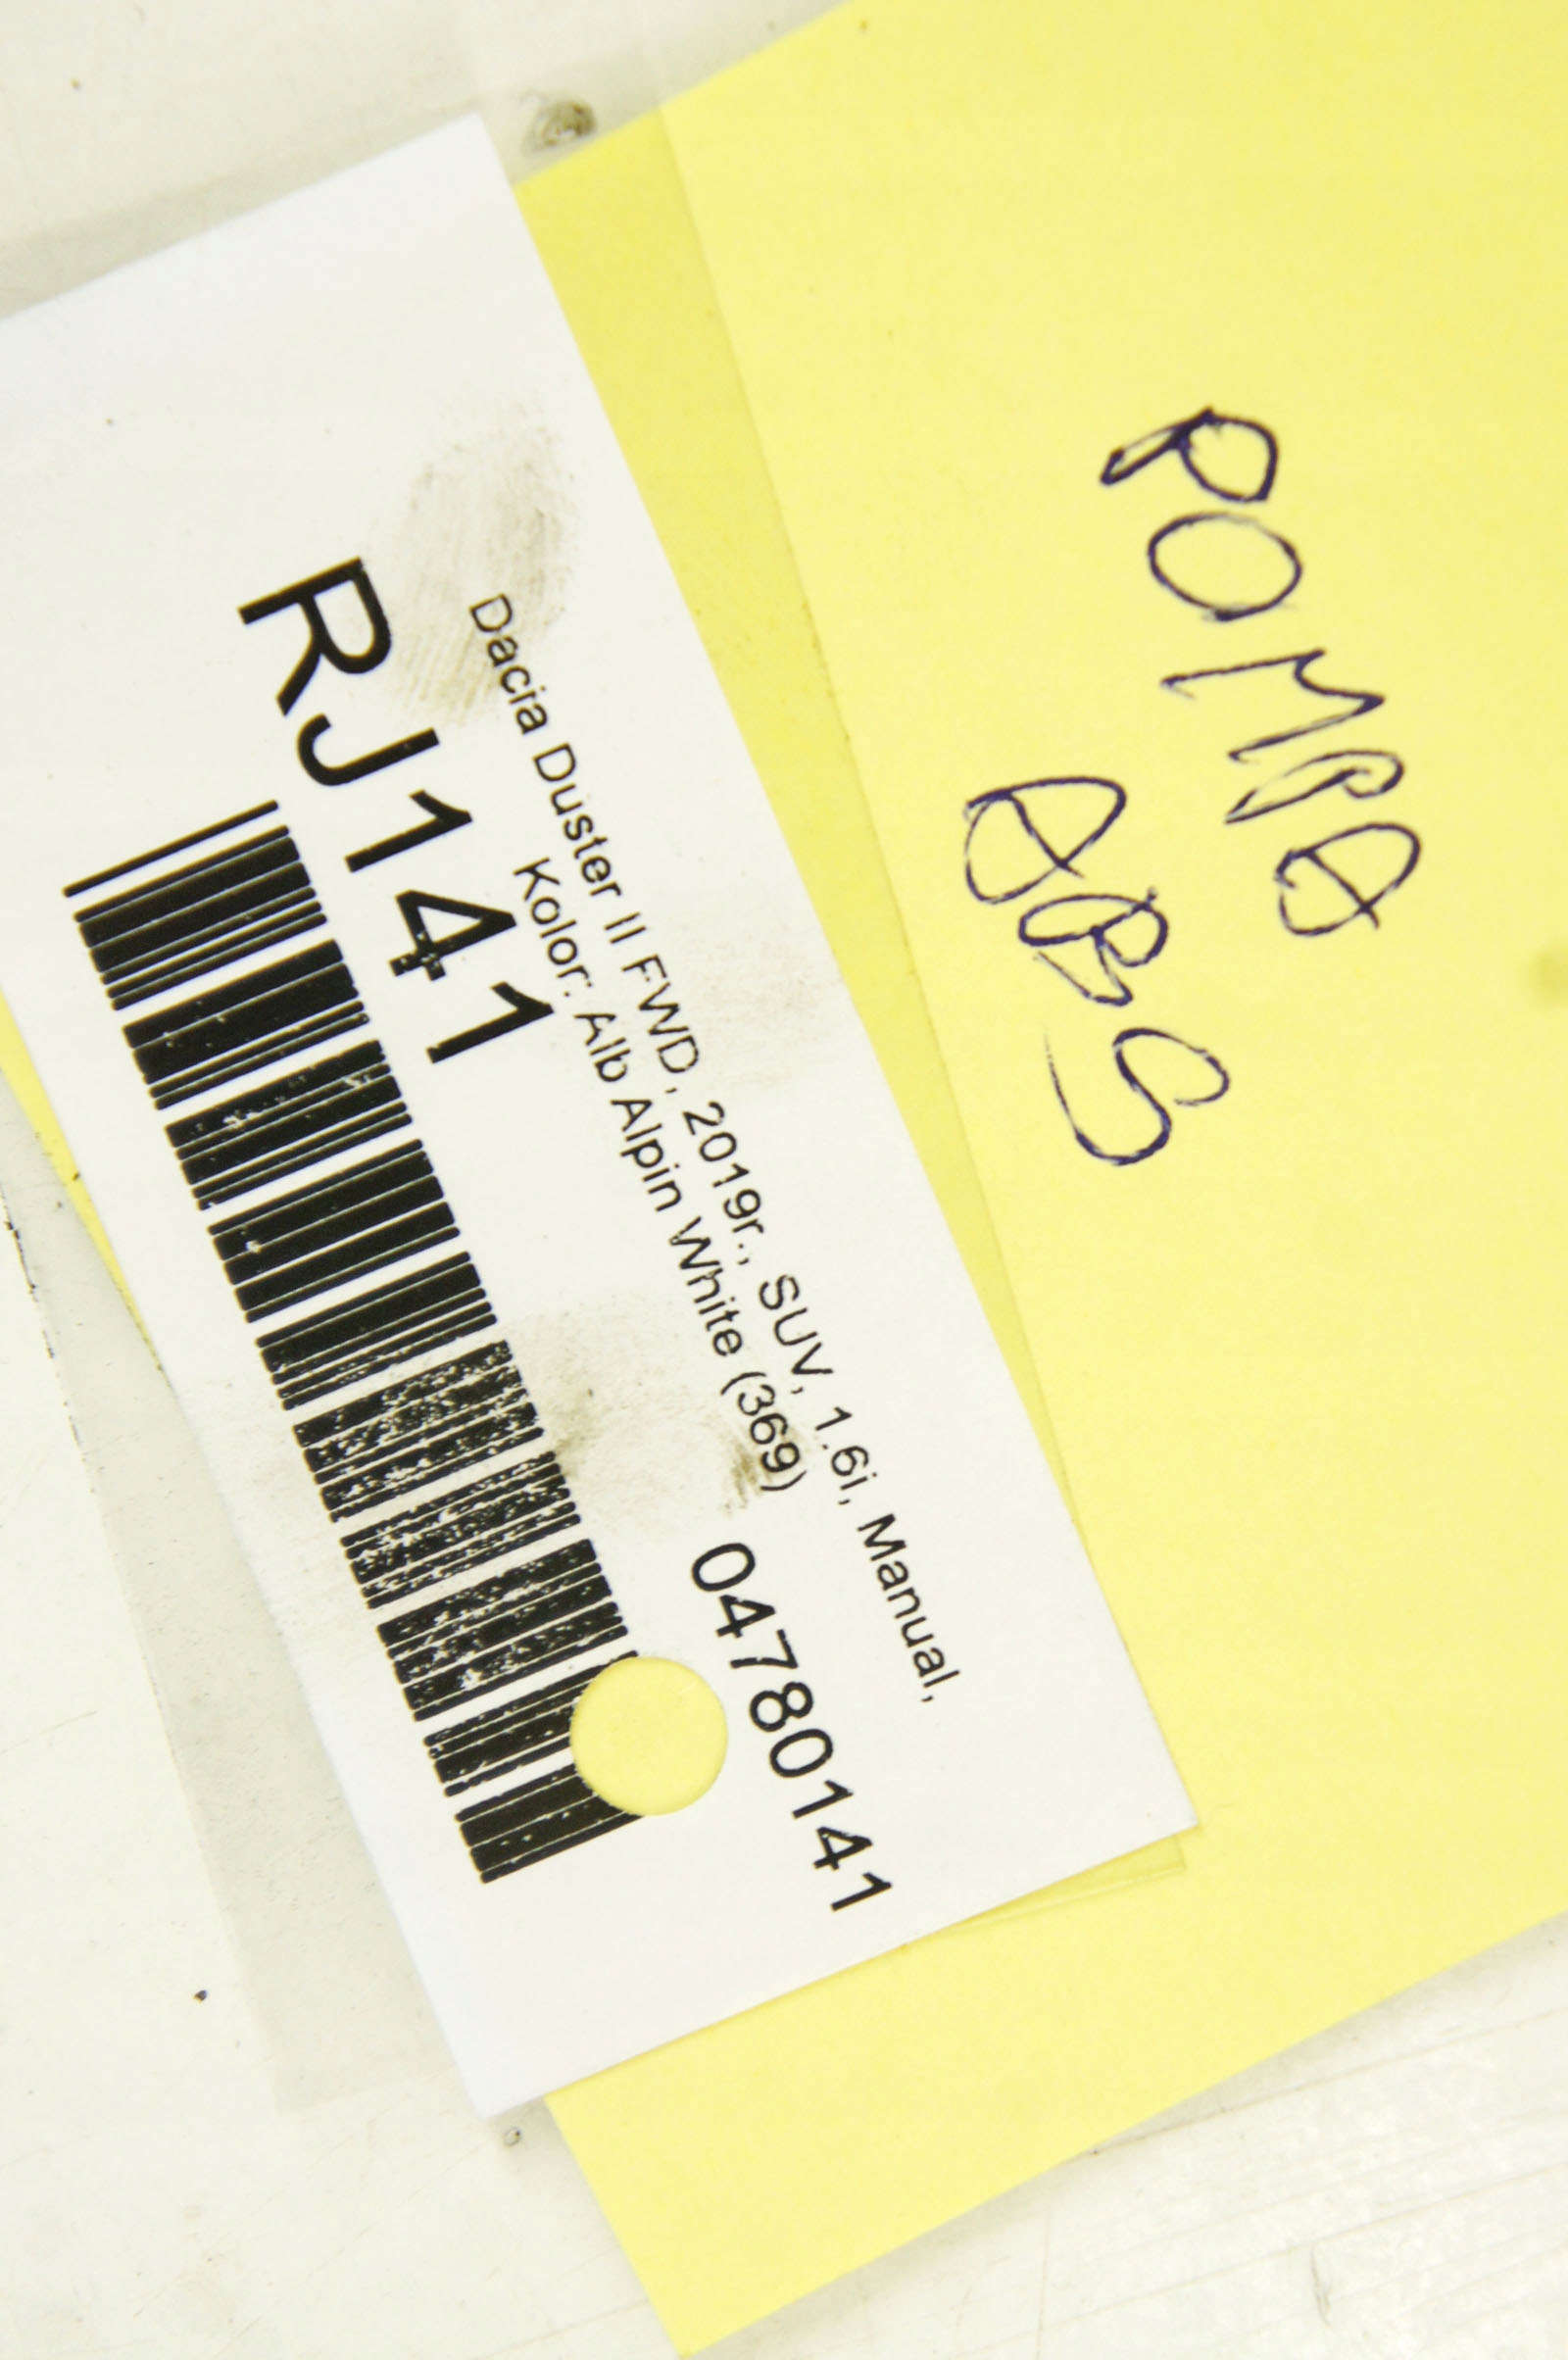 POMPA
ABS
Dacia Duster II FWD, 2019r., SUV, 1.6i, Manual,
Kolor: Alb Alpin White (369)
RJ141
04780141